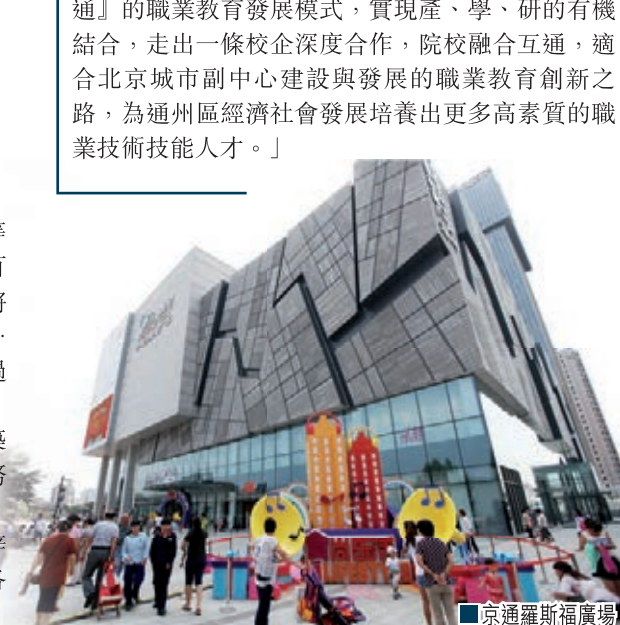 通』的職業教育發展模式，實現產、學、研的有機
結合，走出一條校企深度合作，院校融合互通，適
合北京城市副中心建設與發展的職業教育創新之
路，為通州區經濟社會發展培養出更多高素質的職
業技術技能人才。」
H&M
■京通羅斯福廣場